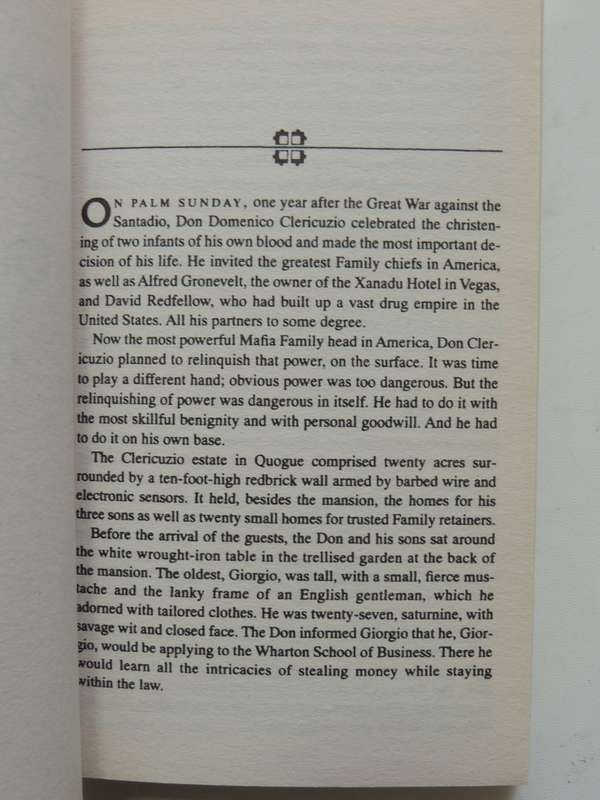 ON PALM SUNDAY, one year after the Great War against the
Santadio, Don Domenico Clericuzio celebrated the christen-
ing of two infants of his own blood and made the most important de-
cision of his life. He invited the greatest Family chiefs in America,
as well as Alfred Gronevelt, the owner of the Xanadu Hotel in Vegas,
and David Redfellow, who had built up a vast drug empire in the
United States. All his partners to some degree.
Now the most powerful Mafia Family head in America, Don Cler-
icuzio planned to relinquish that power, on the surface. It was time
to play a different hand; obvious power was too dangerous. But the
relinquishing of power was dangerous in itself. He had to do it with
the most skillful benignity and with personal goodwill. And he had
to do it on his own base.
The Clericuzio estate in Quogue comprised twenty acres sur-
rounded by a ten-foot-high redbrick wall armed by barbed wire and
electronic sensors. It held, besides the mansion, the homes for his
three sons as well as twenty small homes for trusted Family retainers.
Before the arrival of the guests, the Don and his sons sat around
the white wrought-iron table in the trellised garden at the back of
the mansion. The oldest, Giorgio, was tall, with a small, fierce mus-
tache and the lanky frame of an English gentleman, which he
adorned with tailored clothes. He was twenty-seven, saturnine, with
savage wit and closed face. The Don informed Giorgio that he, Gior-
gio, would be applying to the Wharton School of Business. There he
would learn all the intricacies of stealing money while staying
within the law.